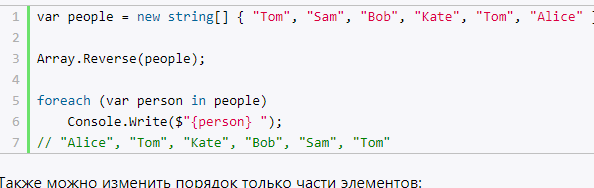 1 var people = new string[] { "Tom", "Sam", "Bob", "Kate", "Tom", "Alice" }
2
3 Array.Reverse(people);
4
5 foreach (var person in people)
6 Console.Write($"{person} ");
7 // "Alice", "Tom", "Kate", "Bob", "Sam", "Tom"
Также можно изменить порядок только части элементов: